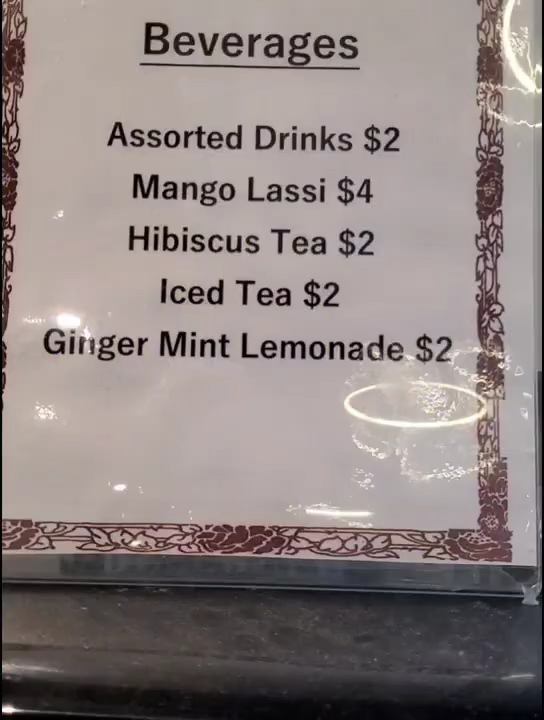 Beverages
Assorted Drinks $2
Mango Lassi $4
Hibiscus Tea $2
Iced Tea $2
Ginger Mint Lemonade $2